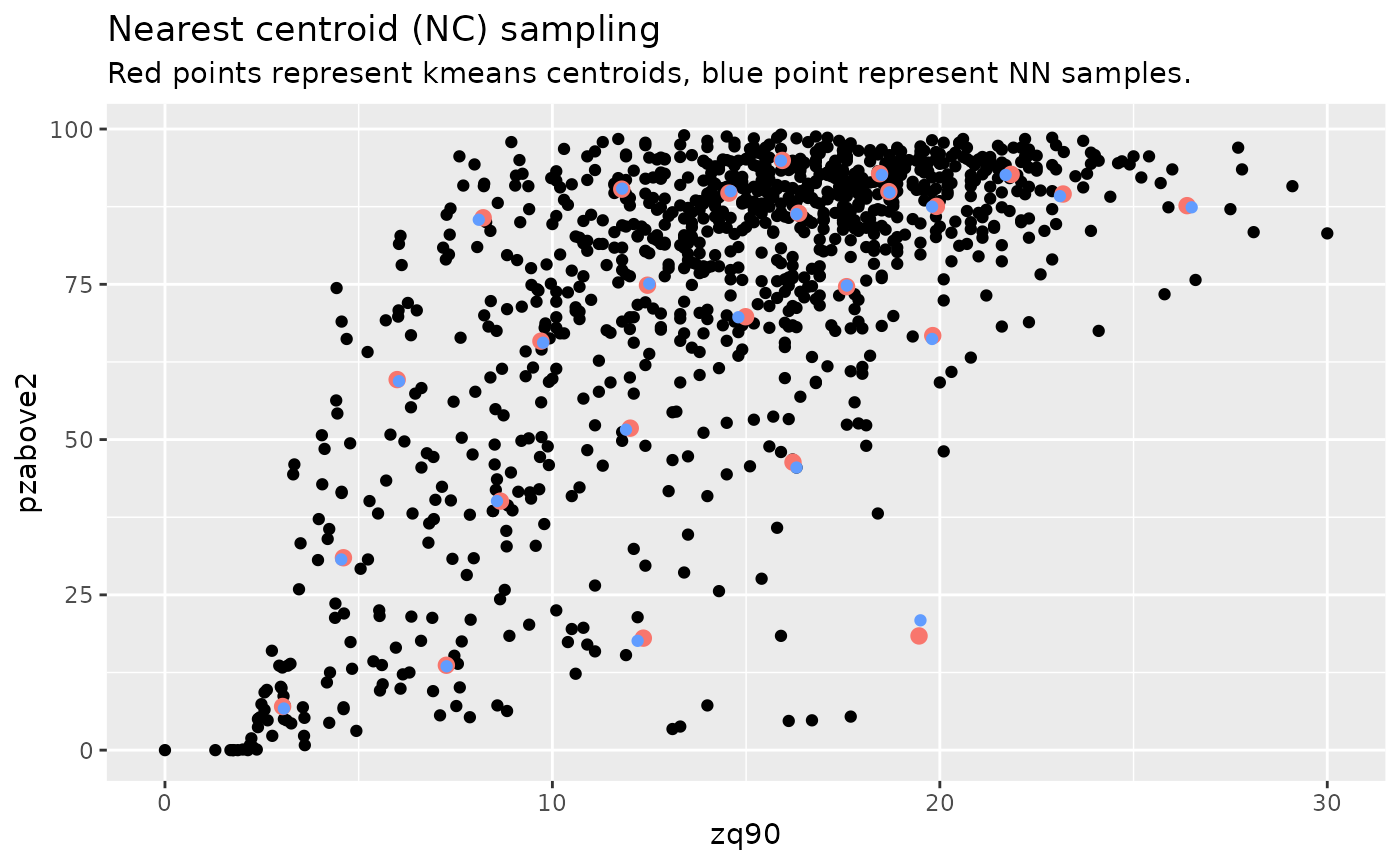 Nearest centroid (NC) sampling
Red points represent kmeans centroids, blue point represent NN samples.
100
75
50
25
0
pzabove2
0 10 20 30
zq90